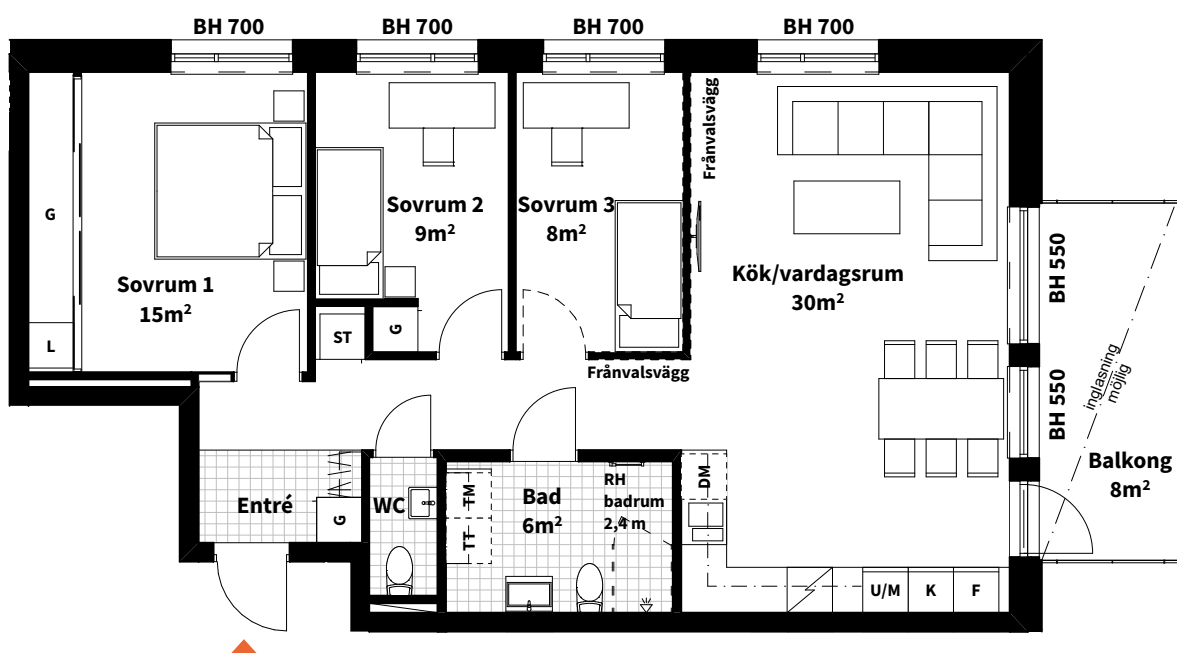 BH 700
BH 700
BH 700
BH 700
Frånvalsvägg
G
Sovrum 1
15m²
L
Sovrum 2
9m²
Sovrum 3
8m²
Kök/vardagsrum
30m²
BH 550
ST
G
Frånvalsvägg
inglasning
möjlig
BH 550
Balkong
8m²
Entré
G
WC
TM
TT
Bad
6m²
RH
badrum
2,4 m
DM
U/M
K
F